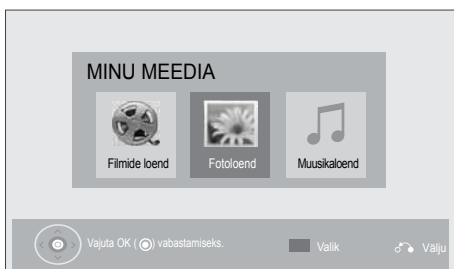 MINU MEEDIA
Filmide loend
Fotoloend
Muusikaloend
Vajuta OK ( ) vabastamiseks.
Valik
Välju